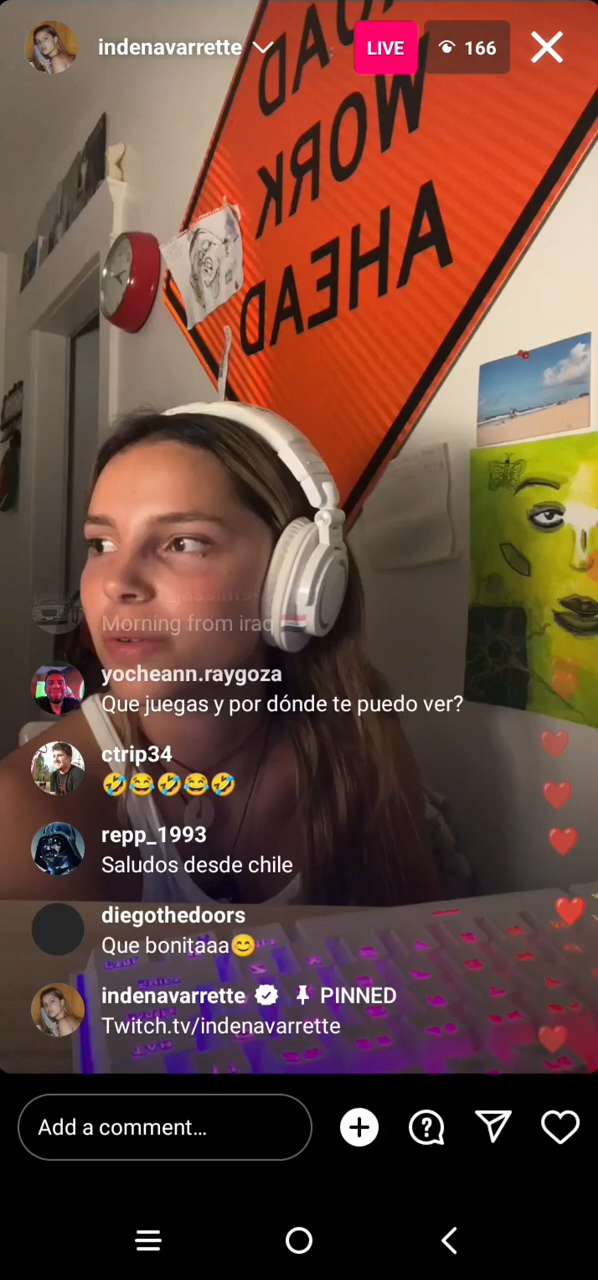 indenavarrette
LIVE
166
ROAD
WORK
AHEAD
Morning from iraq
yocheann.raygoza
Que juegas y por dónde te puedo ver?
ctrip34
🤣😂🤣😂🤣
repp_1993
Saludos desde chile
diegothedoors
Que bonitaaa😊
indenavarrette PINNED
Twitch.tv/indenavarrette
Add a comment...